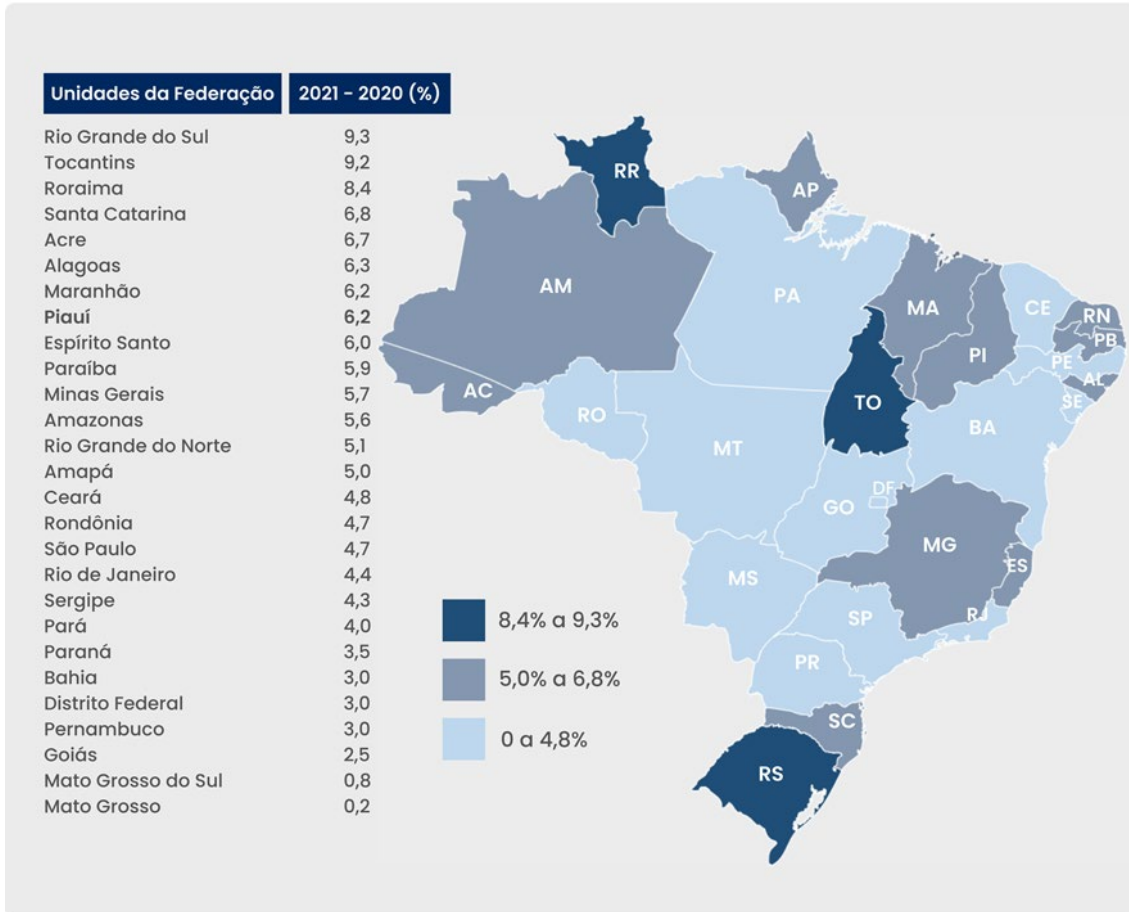 Unidades da Federação 2021 - 2020 (%)
Rio Grande do Sul 9,3
Tocantins 9,2
Roraima 8,4
Santa Catarina 6,8
Acre 6,7
Alagoas 6,3
Maranhão 6,2
Piauí 6,2
Espírito Santo 6,0
Paraíba 5,9
Minas Gerais 5,7
Amazonas 5,6
Rio Grande do Norte 5,1
Amapá 5,0
Ceará 4,8
Rondônia 4,7
São Paulo 4,7
Rio de Janeiro 4,4
Sergipe 4,3
Pará 4,0
Paraná 3,5
Bahia 3,0
Distrito Federal 3,0
Pernambuco 3,0
Goiás 2,5
Mato Grosso do Sul 0,8
Mato Grosso 0,2
8,4% a 9,3%
5,0% a 6,8%
0 a 4,8%
RR
AP
AM
PA
MA
CE
RN
PB
PI
PE
AL
AC
TO
SE
RO
BA
MT
DF
GO
MG
ES
MS
SP
RJ
PR
SC
RS